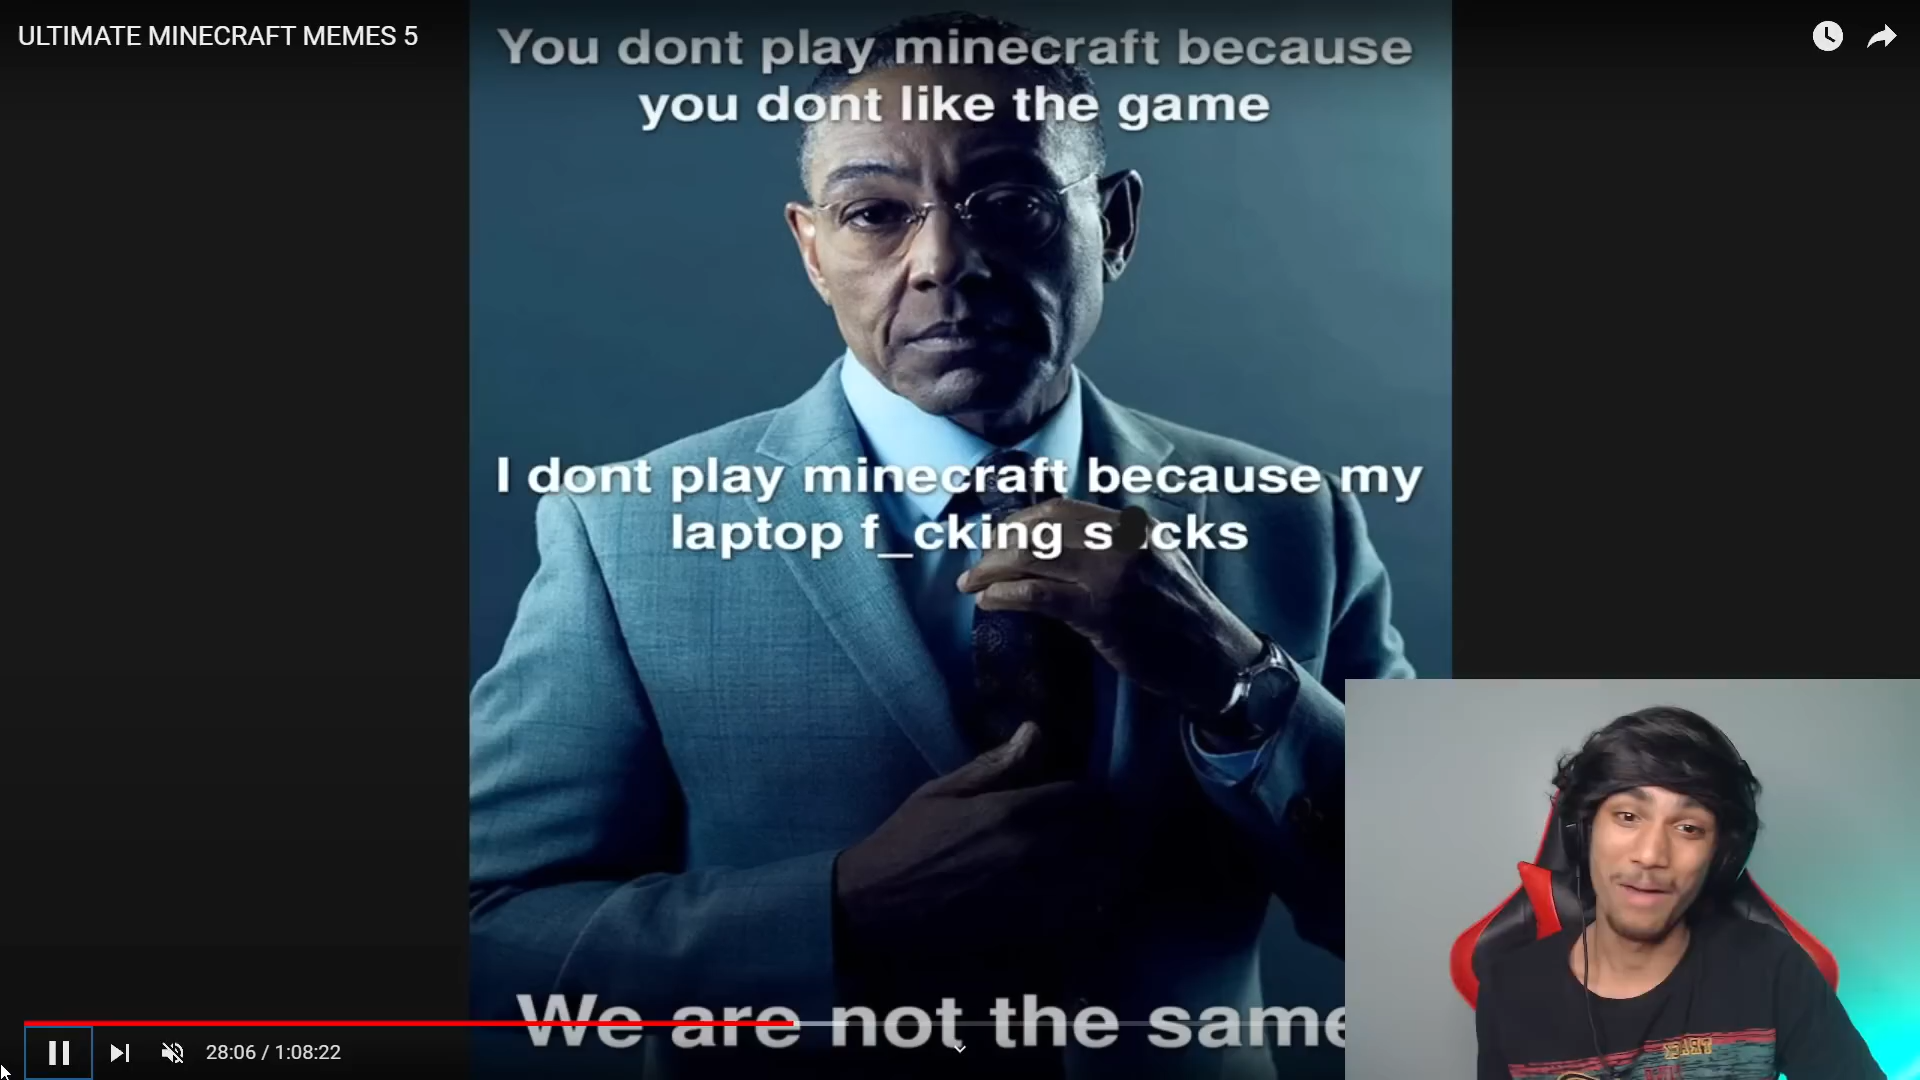 ULTIMATE MINECRAFT MEMES 5
You dont play minecraft because
you dont like the game
I dont play minecraft because my
laptop f_cking s cks
We are not the same
28:06 / 1:08:22